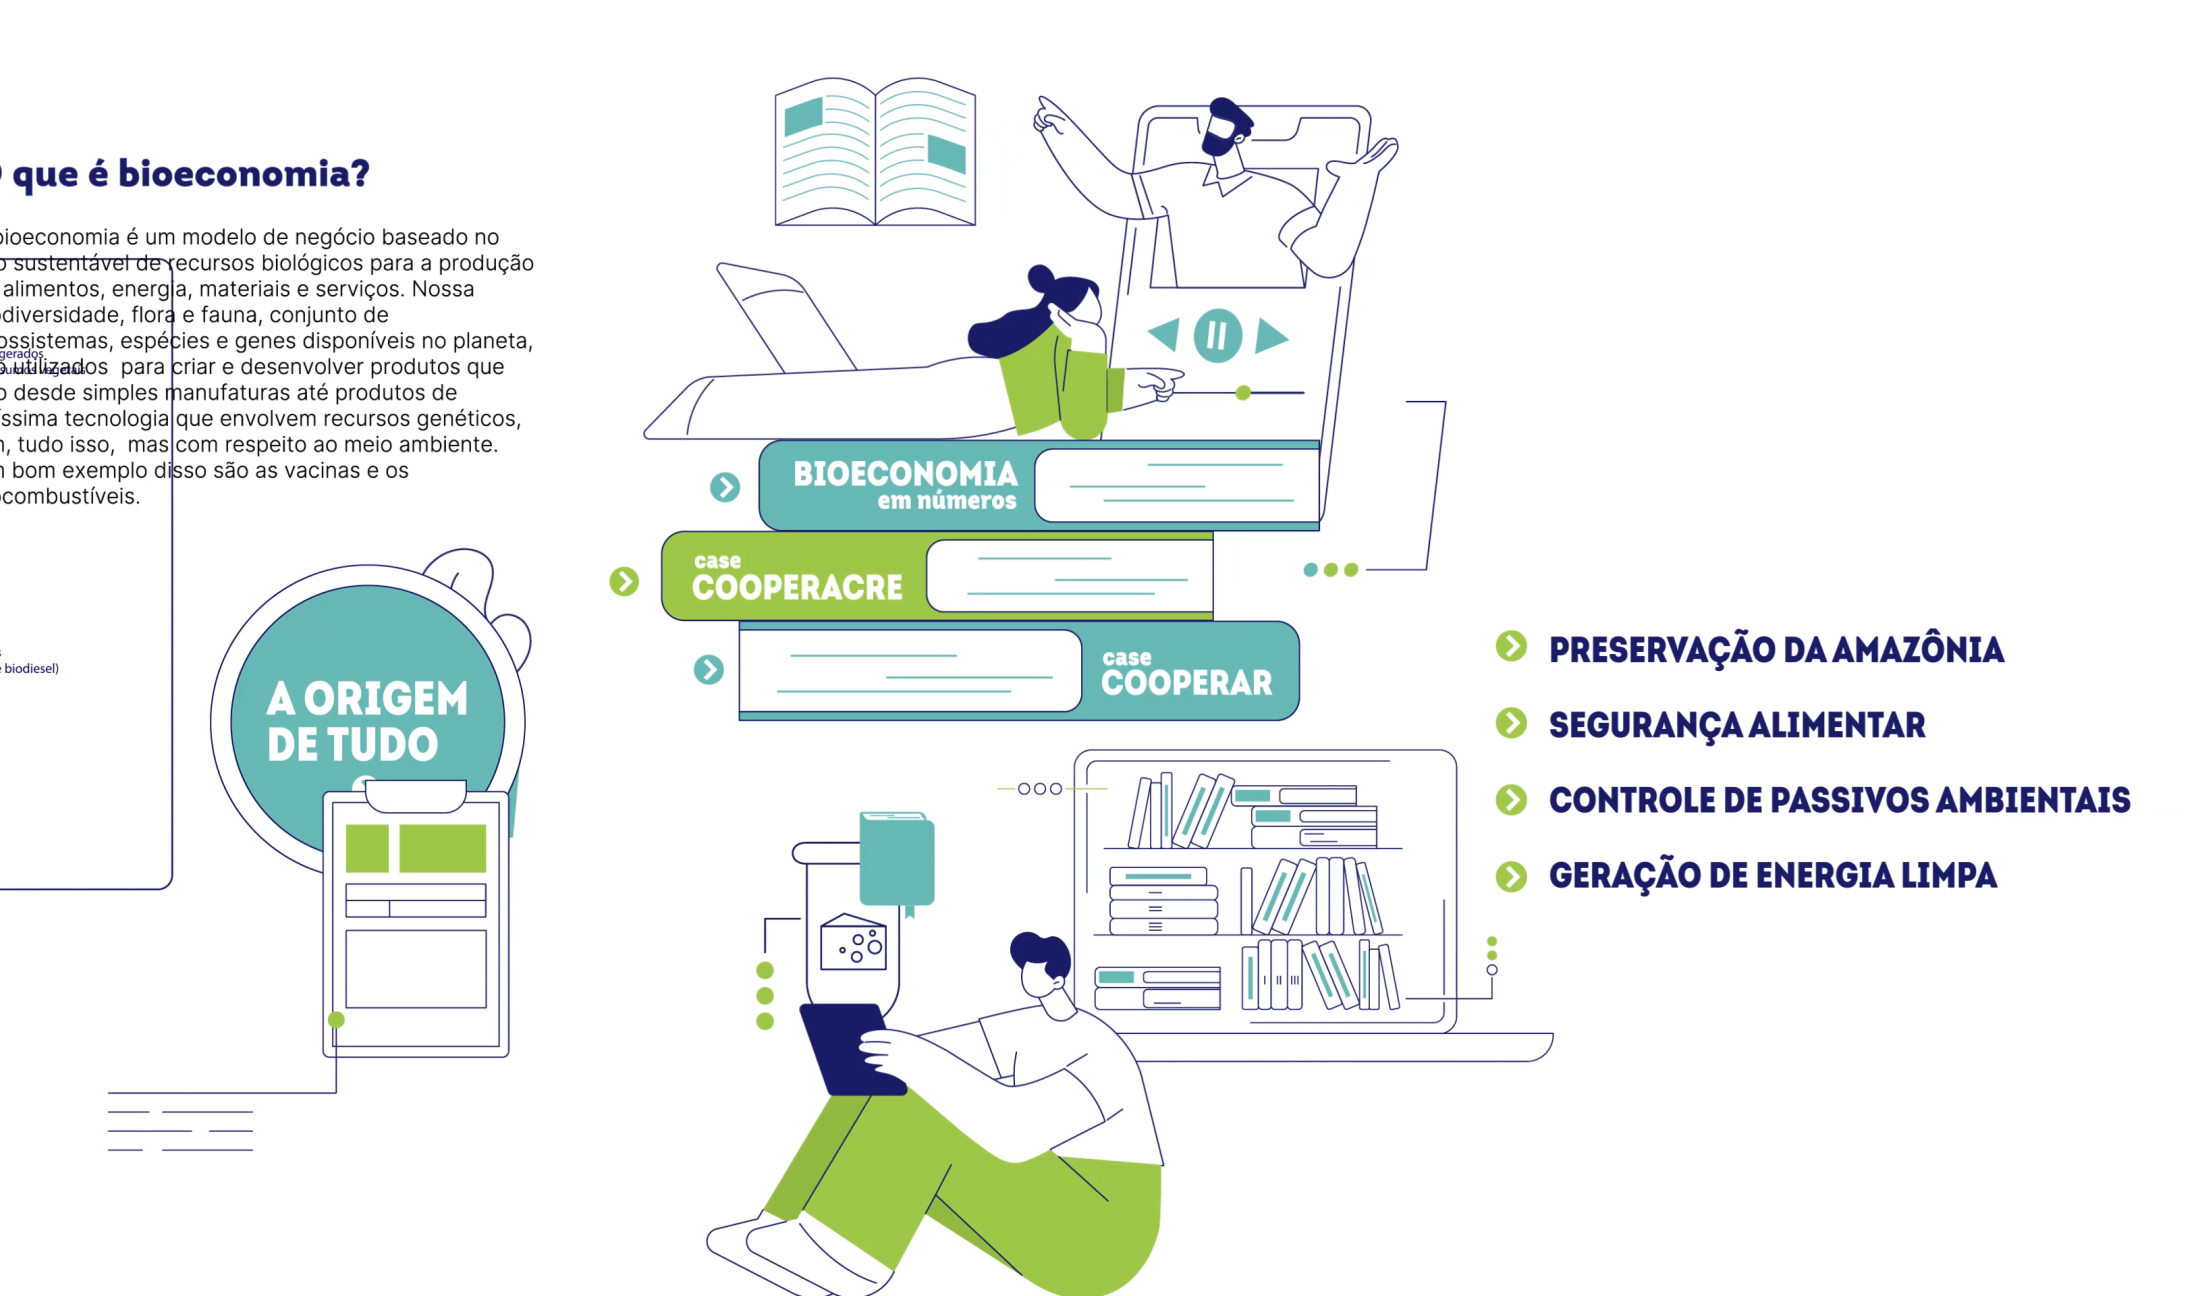 que é bioeconomia?
bioeconomia é um modelo de negócio baseado no
sustentável de recursos biológicos para a produção
alimentos, energia, materiais e serviços. Nossa
diversidade, flora e fauna, conjunto de
ossistemas, espécies e genes disponíveis no planeta,
utilizados para criar e desenvolver produtos que
desde simples manufaturas até produtos de
íssima tecnologia que envolvem recursos genéticos,
tudo isso, mas com respeito ao meio ambiente.
bom exemplo disso são as vacinas e os
ocombustíveis.
gerados
vegetais
biodiesel)
A ORIGEM
DE TUDO
BIOECONOMIA
em números
case
COOPERACRE
case
COOPERAR
PRESERVAÇÃO DA AMAZÔNIA
SEGURANÇA ALIMENTAR
CONTROLE DE PASSIVOS AMBIENTAIS
GERAÇÃO DE ENERGIA LIMPA